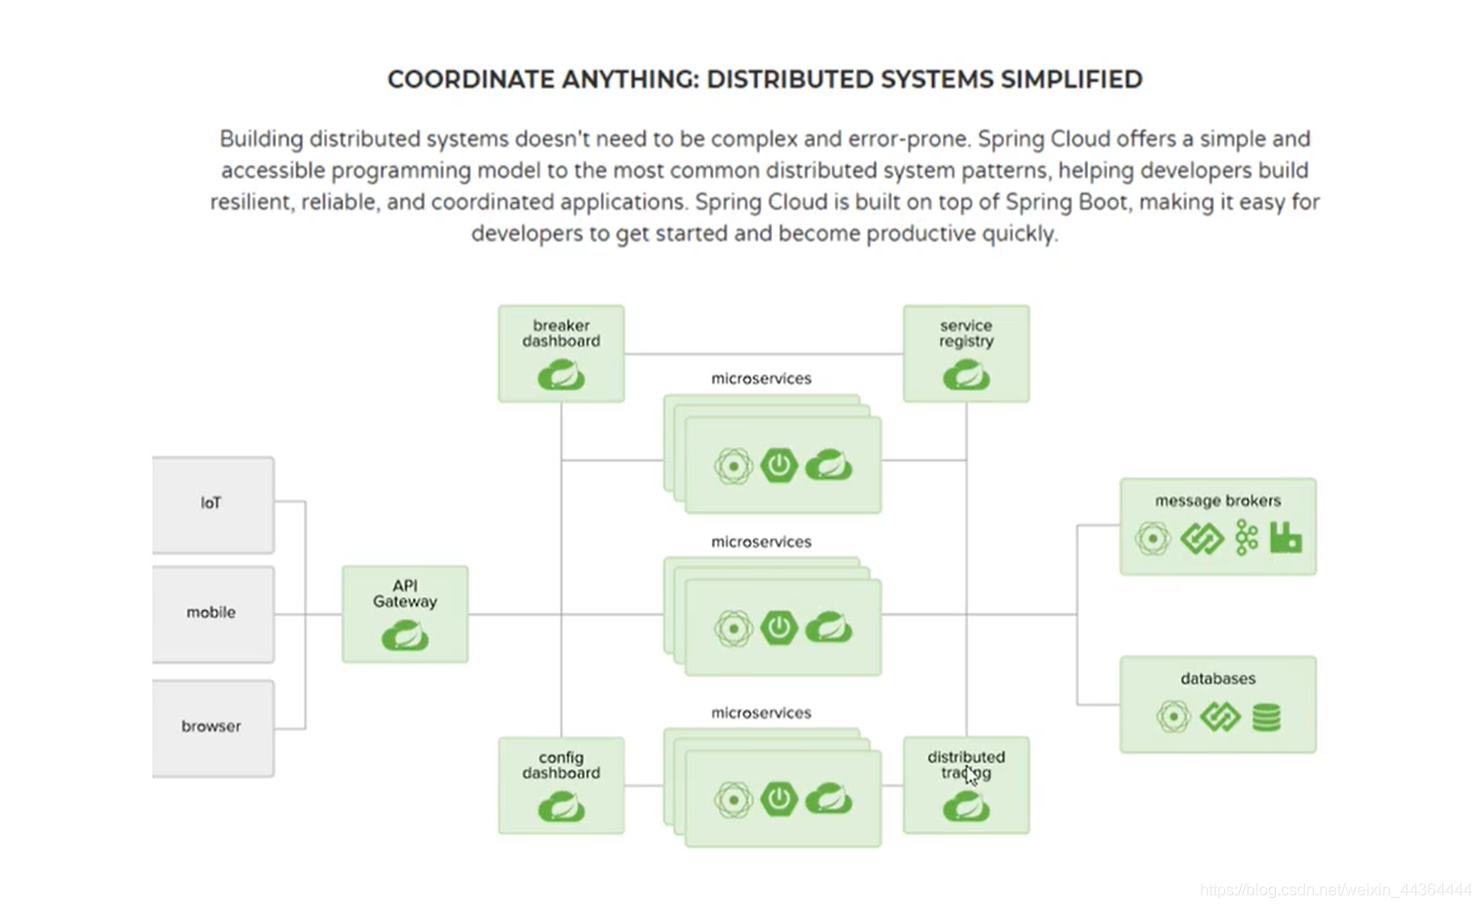 COORDINATE ANYTHING: DISTRIBUTED SYSTEMS SIMPLIFIED
Building distributed systems doesn't need to be complex and error-prone. Spring Cloud offers a simple and
accessible programming model to the most common distributed system patterns, helping developers build
resilient, reliable, and coordinated applications. Spring Cloud is built on top of Spring Boot, making it easy for
developers to get started and become productive quickly.
breaker
dashboard
service
registry
microservices
IoT
message brokers
microservices
API
Gateway
mobile
databases
microservices
browser
config
dashboard
distributed
tracing
https://blog.csdn.net/weixin_44364444